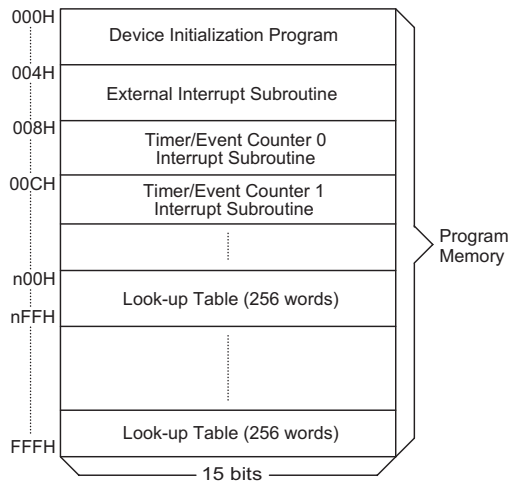 000H
Device Initialization Program
004H
External Interrupt Subroutine
008H
Timer/Event Counter 0
Interrupt Subroutine
00CH
Timer/Event Counter 1
Interrupt Subroutine
Program
Memory
n00H
Look-up Table (256 words)
nFFH
Look-up Table (256 words)
FFFH
15 bits